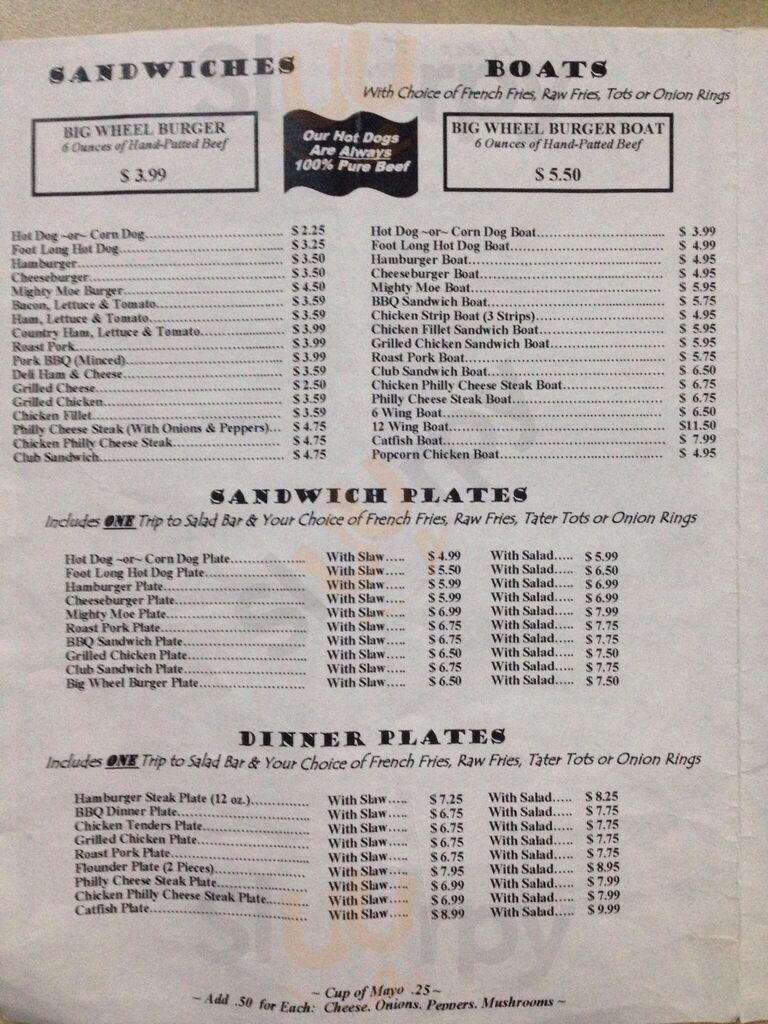 SANDWICHES
BIG WHEEL BURGER
6 Ounces of Hand-Patted Beef
$ 3.99
Our Hot Dogs
Are Always
100% Pure Beef
Hot Dog ~or~ Corn Dog $ 2.25
Foot Long Hot Dog $ 3.25
Hamburger $ 3.50
Cheeseburger $ 3.50
Mighty Moe Burger $ 4.50
Bacon, Lettuce & Tomato $ 3.59
Ham, Lettuce & Tomato $ 3.59
Country Ham, Lettuce & Tomato $ 3.99
Roast Pork $ 3.99
Pork BBQ (Minced) $ 3.99
Deli Ham & Cheese $ 3.59
Grilled Cheese $ 2.50
Grilled Chicken $ 3.59
Chicken Fillet $ 3.59
Philly Cheese Steak (With Onions & Peppers) $ 4.75
Chicken Philly Cheese Steak $ 4.75
Club Sandwich $ 4.75
BOATS
With Choice of French Fries, Raw Fries, Tots or Onion Rings
BIG WHEEL BURGER BOAT
6 Ounces of Hand-Patted Beef
$ 5.50
Hot Dog ~or~ Corn Dog Boat $ 3.99
Foot Long Hot Dog Boat $ 4.99
Hamburger Boat $ 4.95
Cheeseburger Boat $ 4.95
Mighty Moe Boat $ 5.95
BBQ Sandwich Boat $ 5.75
Chicken Strip Boat (3 Strips) $ 4.95
Chicken Fillet Sandwich Boat $ 5.95
Grilled Chicken Sandwich Boat $ 5.95
Roast Pork Boat $ 5.75
Club Sandwich Boat $ 6.50
Chicken Philly Cheese Steak Boat $ 6.75
Philly Cheese Steak Boat $ 6.75
6 Wing Boat $ 6.50
12 Wing Boat $11.50
Catfish Boat $ 7.99
Popcorn Chicken Boat $ 4.95
SANDWICH PLATES
Includes ONE Trip to Salad Bar & Your Choice of French Fries, Raw Fries, Tater Tots or Onion Rings
Hot Dog ~or~ Corn Dog Plate With Slaw..... $ 4.99 With Salad..... $ 5.99
Foot Long Hot Dog Plate With Slaw..... $ 5.50 With Salad..... $ 6.50
Hamburger Plate With Slaw..... $ 5.99 With Salad..... $ 6.99
Cheeseburger Plate With Slaw..... $ 5.99 With Salad..... $ 6.99
Mighty Moe Plate With Slaw..... $ 6.99 With Salad..... $ 7.99
Roast Pork Plate With Slaw..... $ 6.75 With Salad..... $ 7.75
BBQ Sandwich Plate With Slaw..... $ 6.75 With Salad..... $ 7.75
Grilled Chicken Plate With Slaw..... $ 6.50 With Salad..... $ 7.50
Club Sandwich Plate With Slaw..... $ 6.75 With Salad..... $ 7.75
Big Wheel Burger Plate With Slaw..... $ 6.50 With Salad..... $ 7.50
DINNER PLATES
Includes ONE Trip to Salad Bar & Your Choice of French Fries, Raw Fries, Tater Tots or Onion Rings
Hamburger Steak Plate (12 oz.) With Slaw..... $ 7.25 With Salad..... $ 8.25
BBQ Dinner Plate With Slaw..... $ 6.75 With Salad..... $ 7.75
Chicken Tenders Plate With Slaw..... $ 6.75 With Salad..... $ 7.75
Grilled Chicken Plate With Slaw..... $ 6.75 With Salad..... $ 7.75
Roast Pork Plate With Slaw..... $ 6.75 With Salad..... $ 7.75
Flounder Plate (2 Pieces) With Slaw..... $ 7.95 With Salad..... $ 8.95
Philly Cheese Steak Plate With Slaw..... $ 6.99 With Salad..... $ 7.99
Chicken Philly Cheese Steak Plate With Slaw..... $ 6.99 With Salad..... $ 7.99
Catfish Plate With Slaw..... $ 8.99 With Salad..... $ 9.99
~ Cup of Mayo .25 ~
~ Add .50 for Each: Cheese, Onions, Peppers, Mushrooms ~